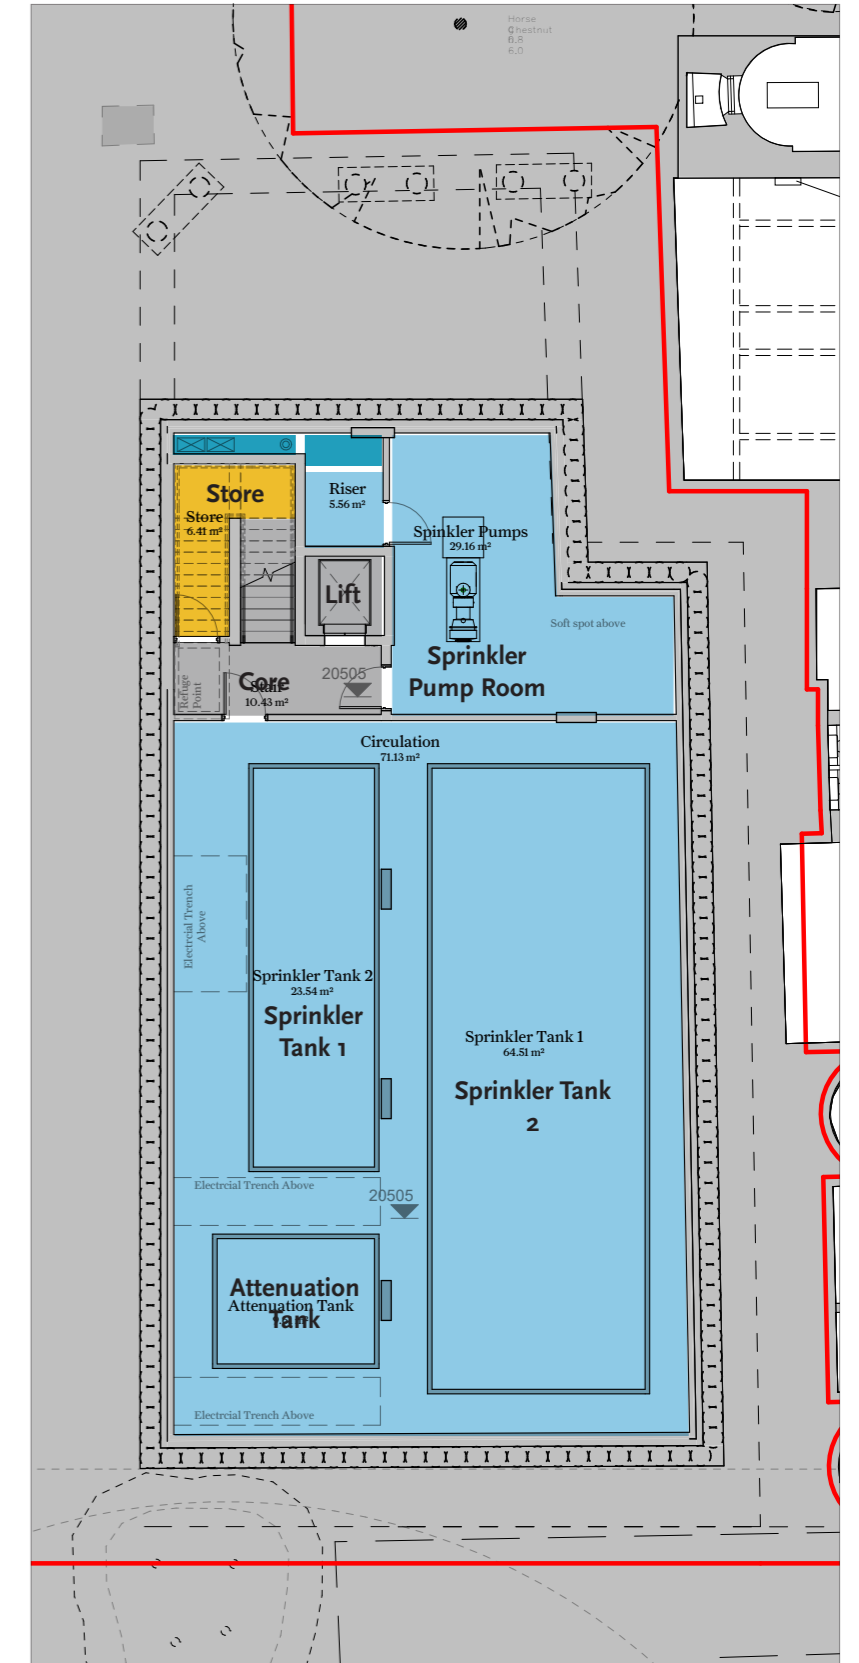 Horse
Chestnut
6.8
6.0
Store
Store
6.41 m²
Riser
5.56 m²
Spinkler Pumps
29.16 m²
Lift
Soft spot above
Sprinkler
Pump Room
Refuge
Point
Core
Stair
10.43 m²
20505
Circulation
71.13 m²
Electrcial Trench
Above
Sprinkler Tank 2
23.54 m²
Sprinkler
Tank 1
Sprinkler Tank 1
64.51 m²
Sprinkler Tank
2
Electrcial Trench Above
20505
Attenuation
Attenuation Tank
Tank
Electrcial Trench Above